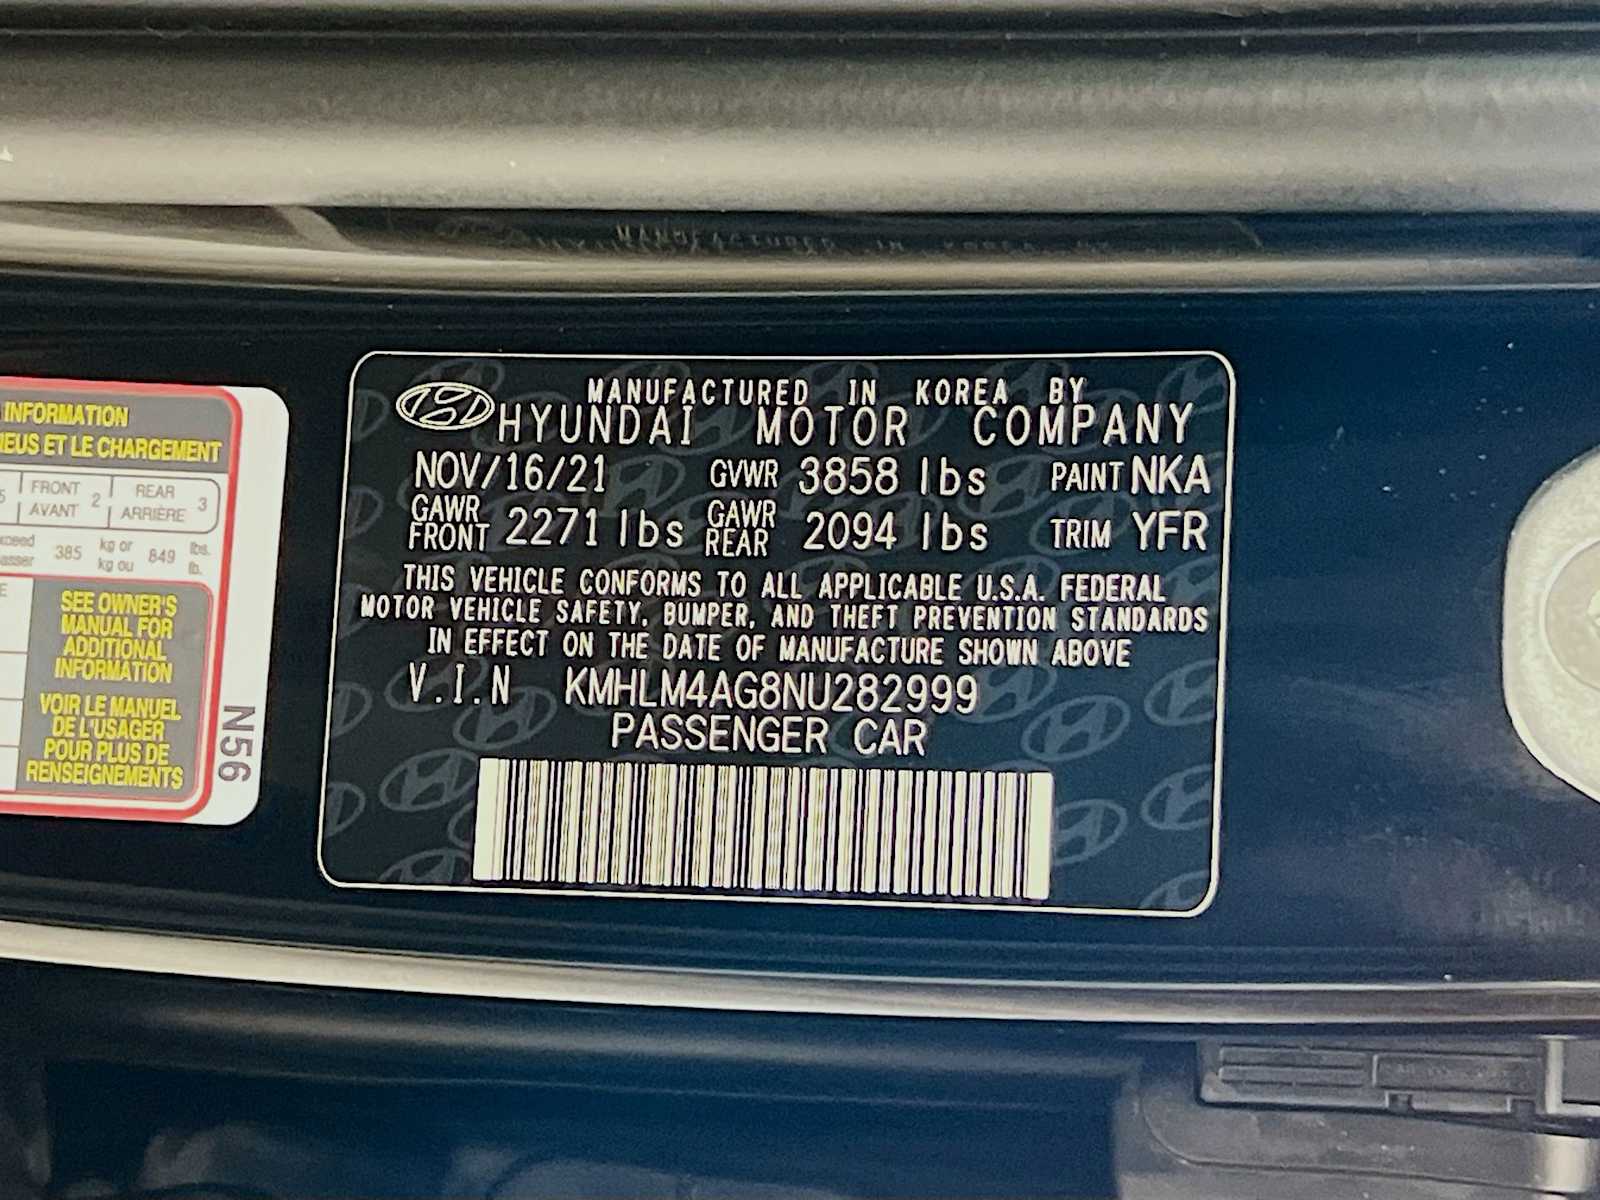 INFORMATION
NEUS ET LE CHARGEMENT
5 FRONT AVANT 2 REAR ARRIÈRE 3
385 kg or kg ou 849 lbs. lb.
SEE OWNER'S
MANUAL FOR
ADDITIONAL
INFORMATION
VOIR LE MANUEL
DE L'USAGER
POUR PLUS DE
RENSEIGNEMENTS
N56
MANUFACTURED IN KOREA BY
HYUNDAI MOTOR COMPANY
NOV/16/21 GVWR 3858 lbs PAINT NKA
GAWR FRONT 2271 lbs GAWR REAR 2094 lbs TRIM YFR
THIS VEHICLE CONFORMS TO ALL APPLICABLE U.S.A. FEDERAL
MOTOR VEHICLE SAFETY, BUMPER, AND THEFT PREVENTION STANDARDS
IN EFFECT ON THE DATE OF MANUFACTURE SHOWN ABOVE
V.I.N KMHLM4AG8NU282999
PASSENGER CAR